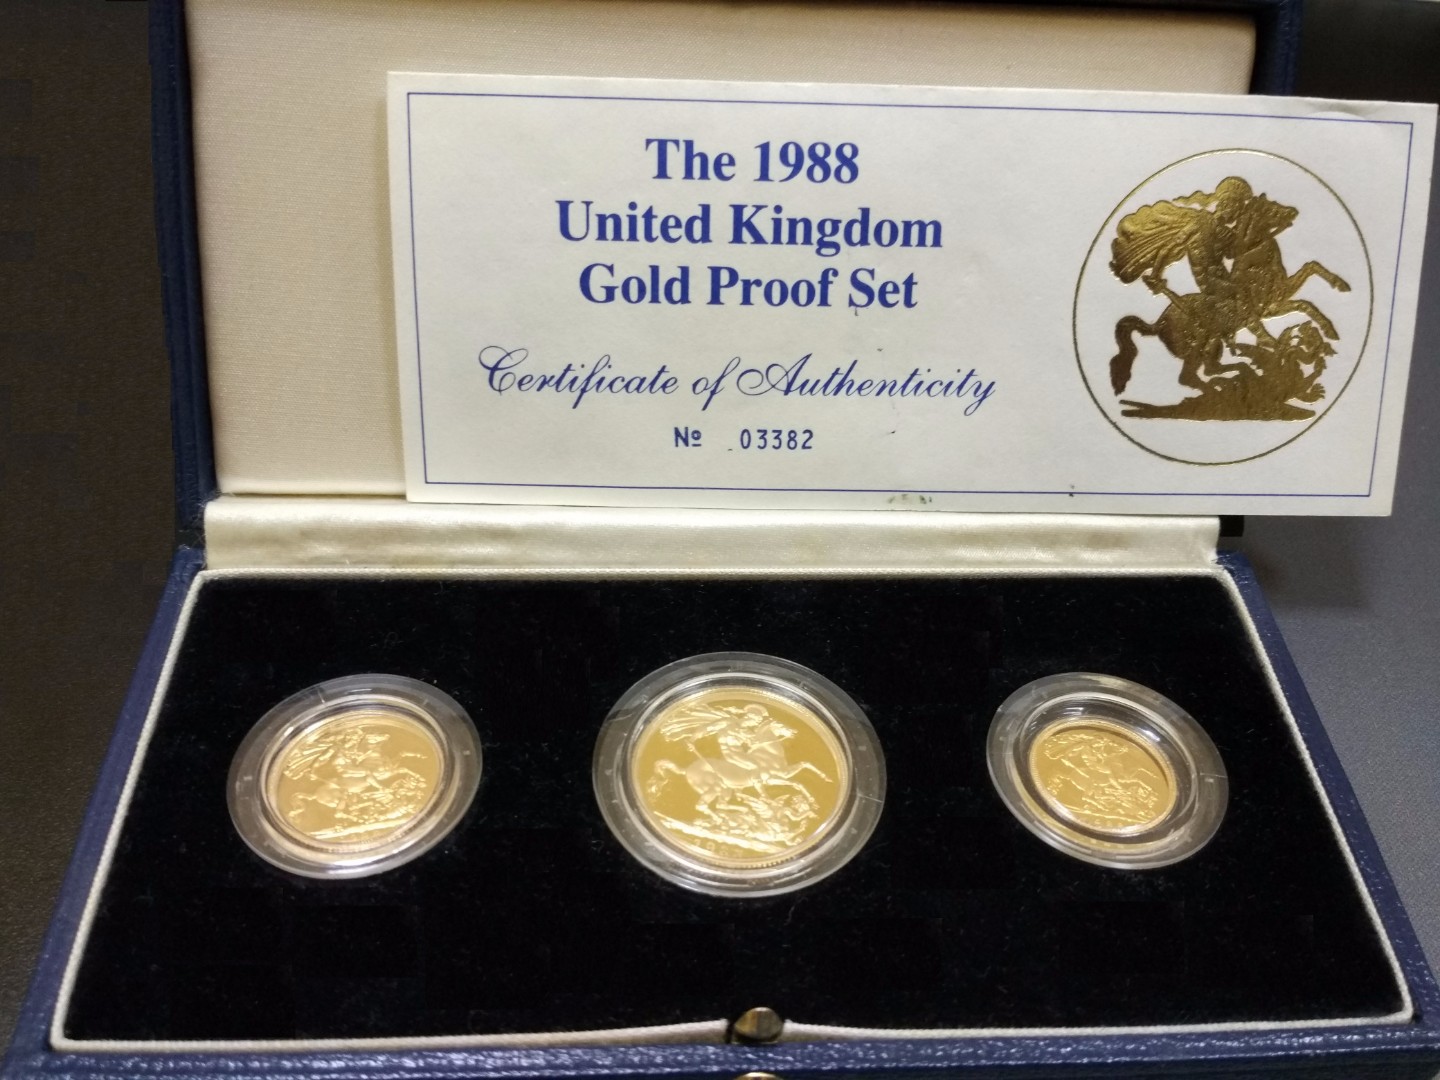 The 1988
United Kingdom
Gold Proof Set
Certificate of Authenticity
Nº 03382